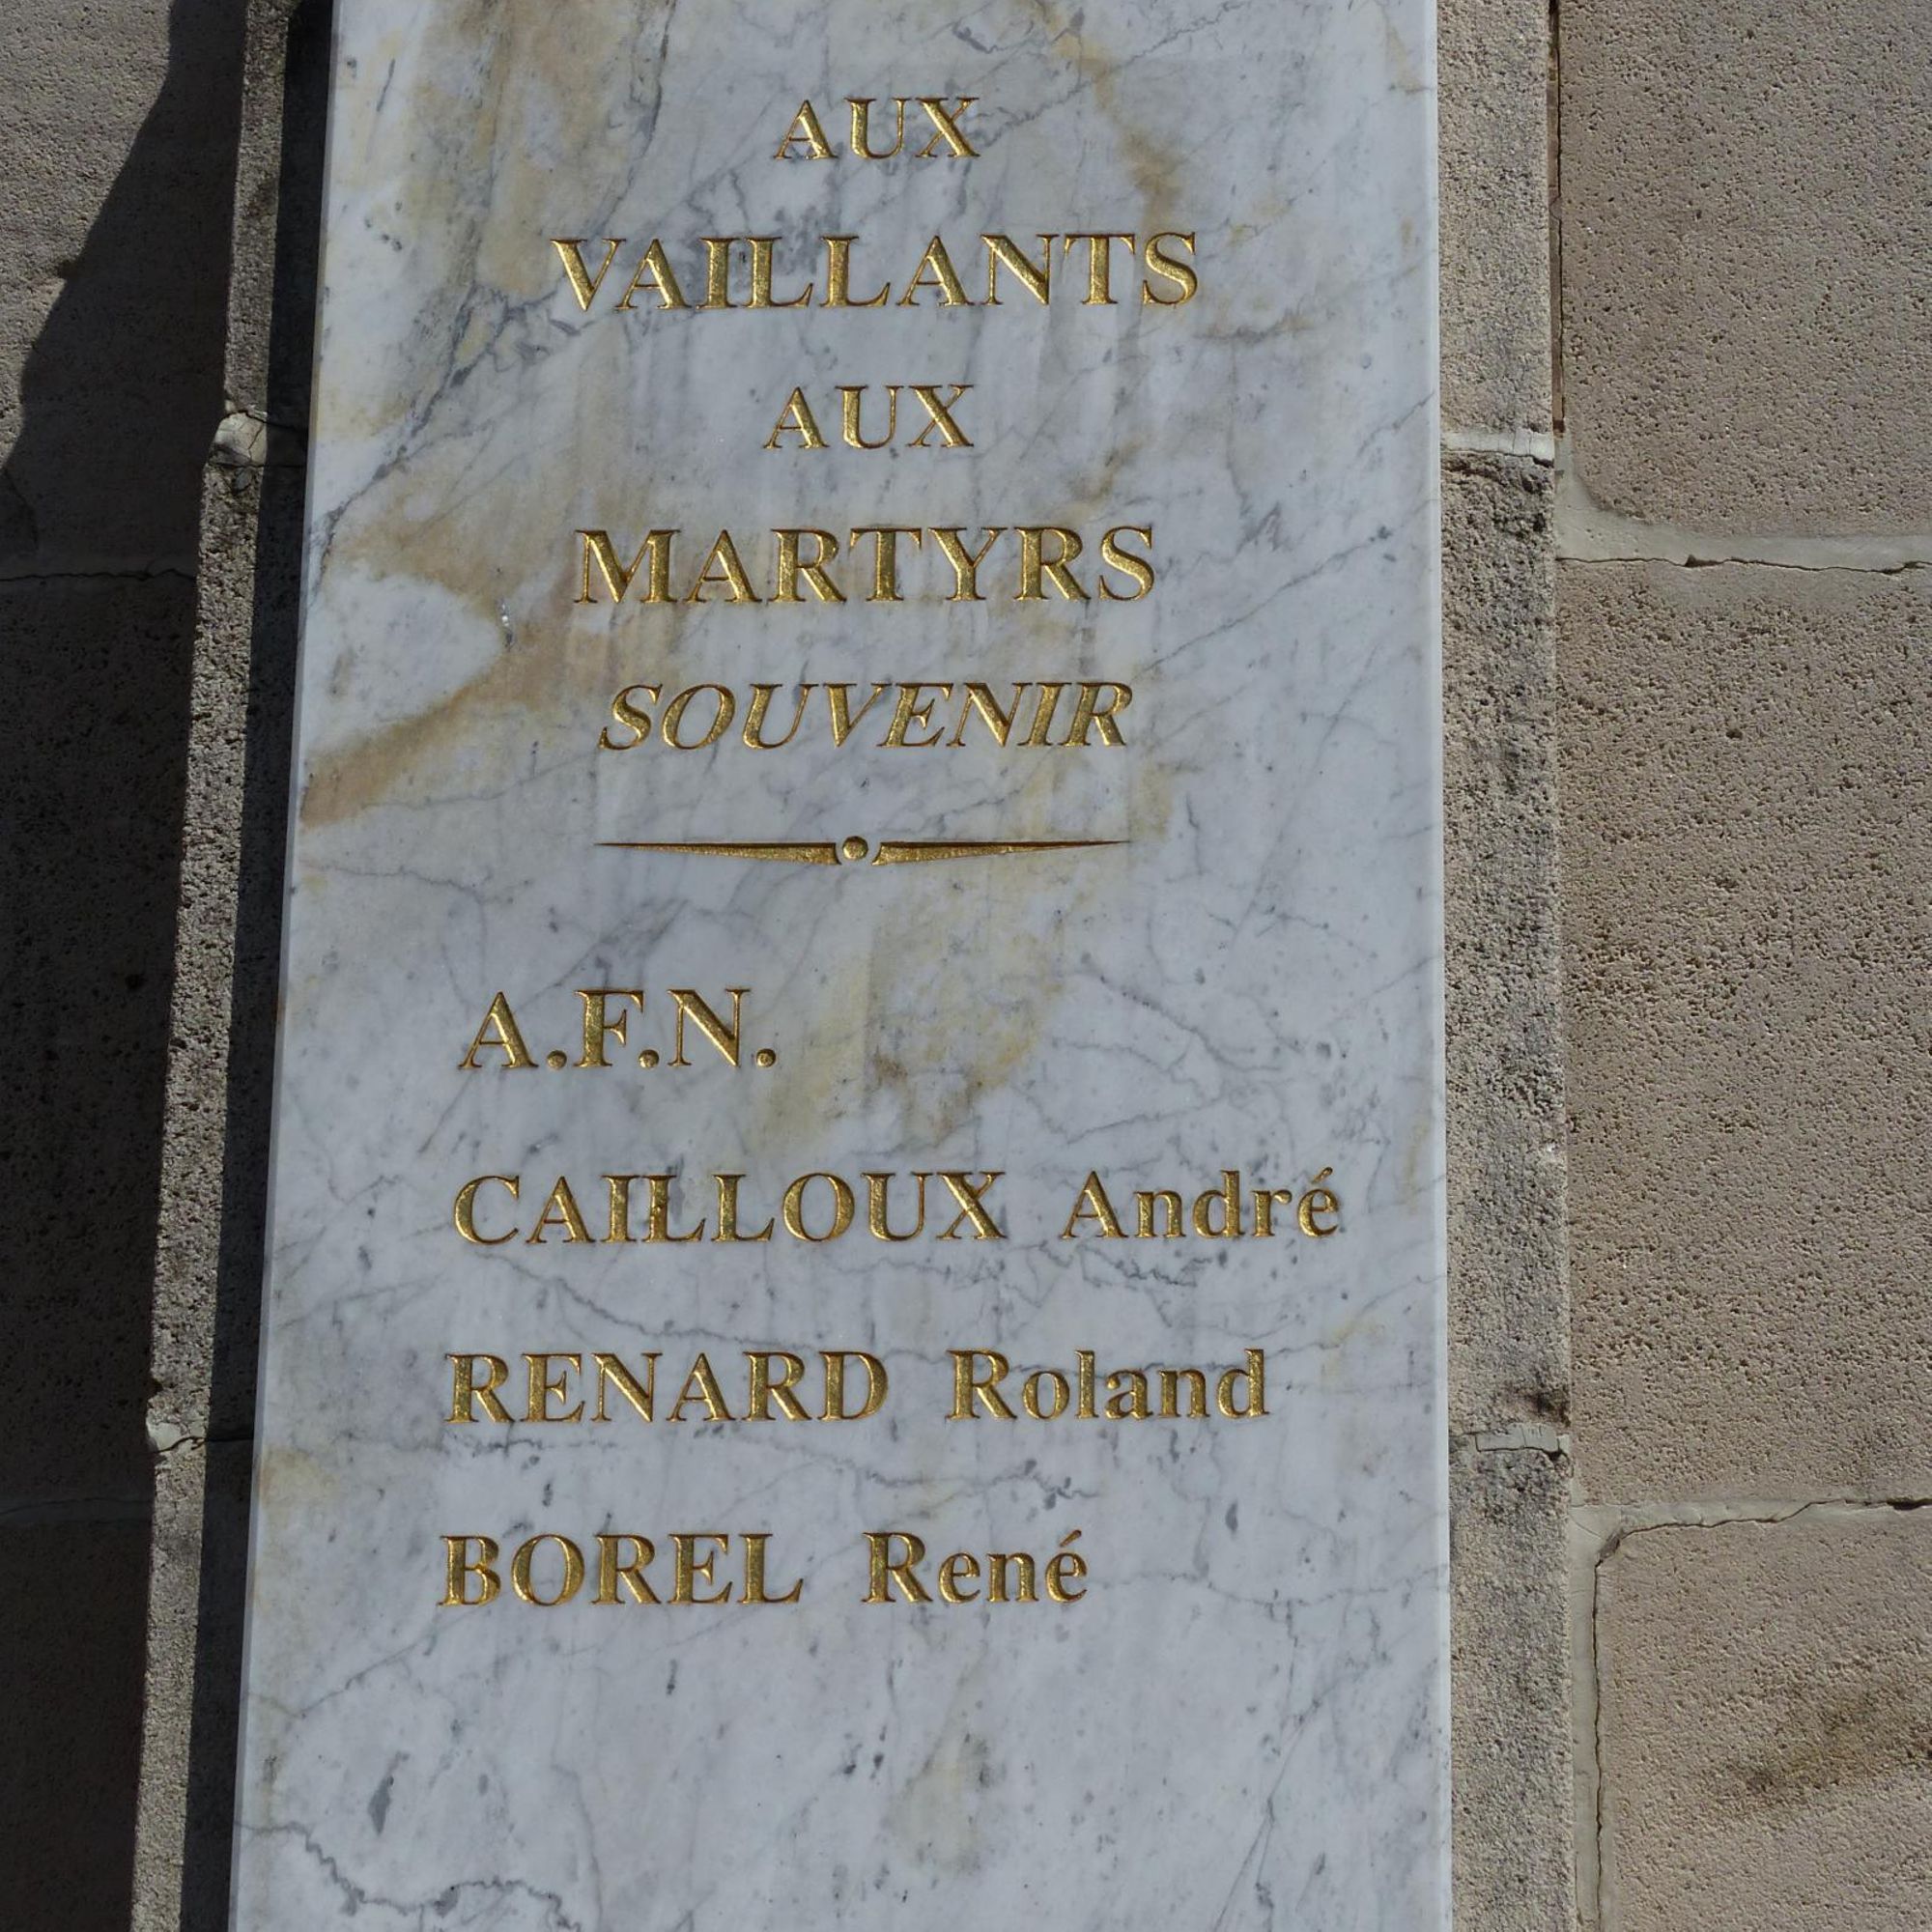 AUX
VAILLANTS
AUX
MARTYRS
SOUVENIR
A.F.N.
CAILLOUX André
RENARD Roland
BOREL René